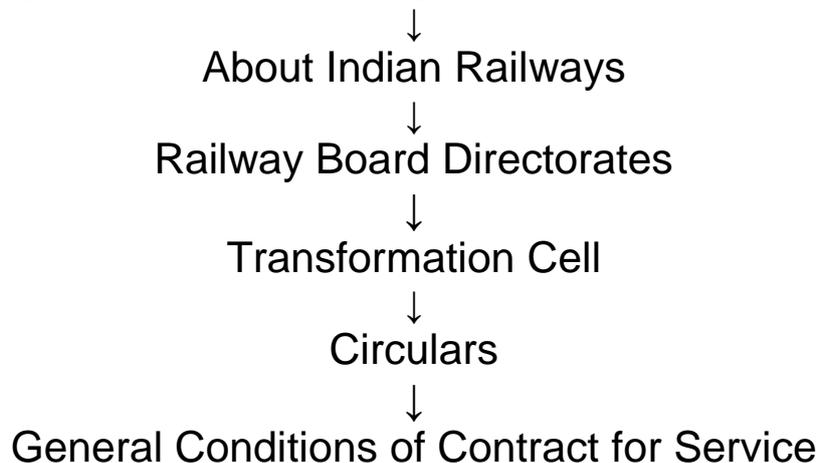 ↓
About Indian Railways
↓
Railway Board Directorates
↓
Transformation Cell
↓
Circulars
↓
General Conditions of Contract for Service